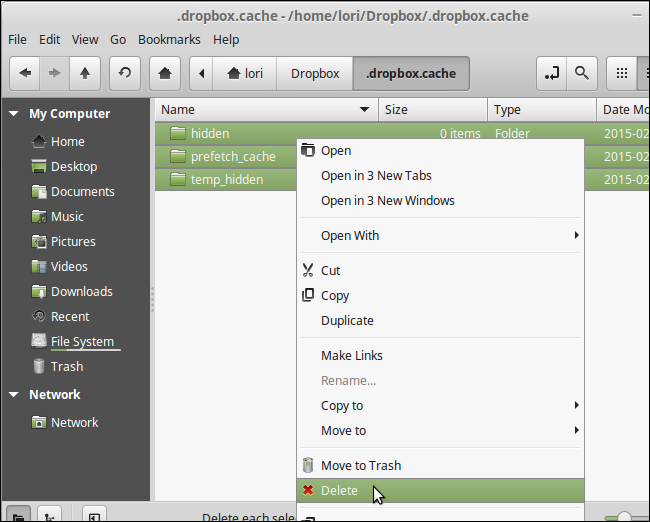 .dropbox.cache - /home/lori/Dropbox/.dropbox.cache
File Edit View Go Bookmarks Help
lori Dropbox .dropbox.cache
My Computer
Home
Desktop
Documents
Music
Pictures
Videos
Downloads
Recent
File System
Trash
Network
Network
Name Size Type Date Mo
hidden 0 items Folder 2015-02
prefetch_cache 2015-02
temp_hidden 2015-02
Open
Open in 3 New Tabs
Open in 3 New Windows
Open With
Cut
Copy
Duplicate
Make Links
Rename...
Copy to
Move to
Move to Trash
Delete
Delete each sele